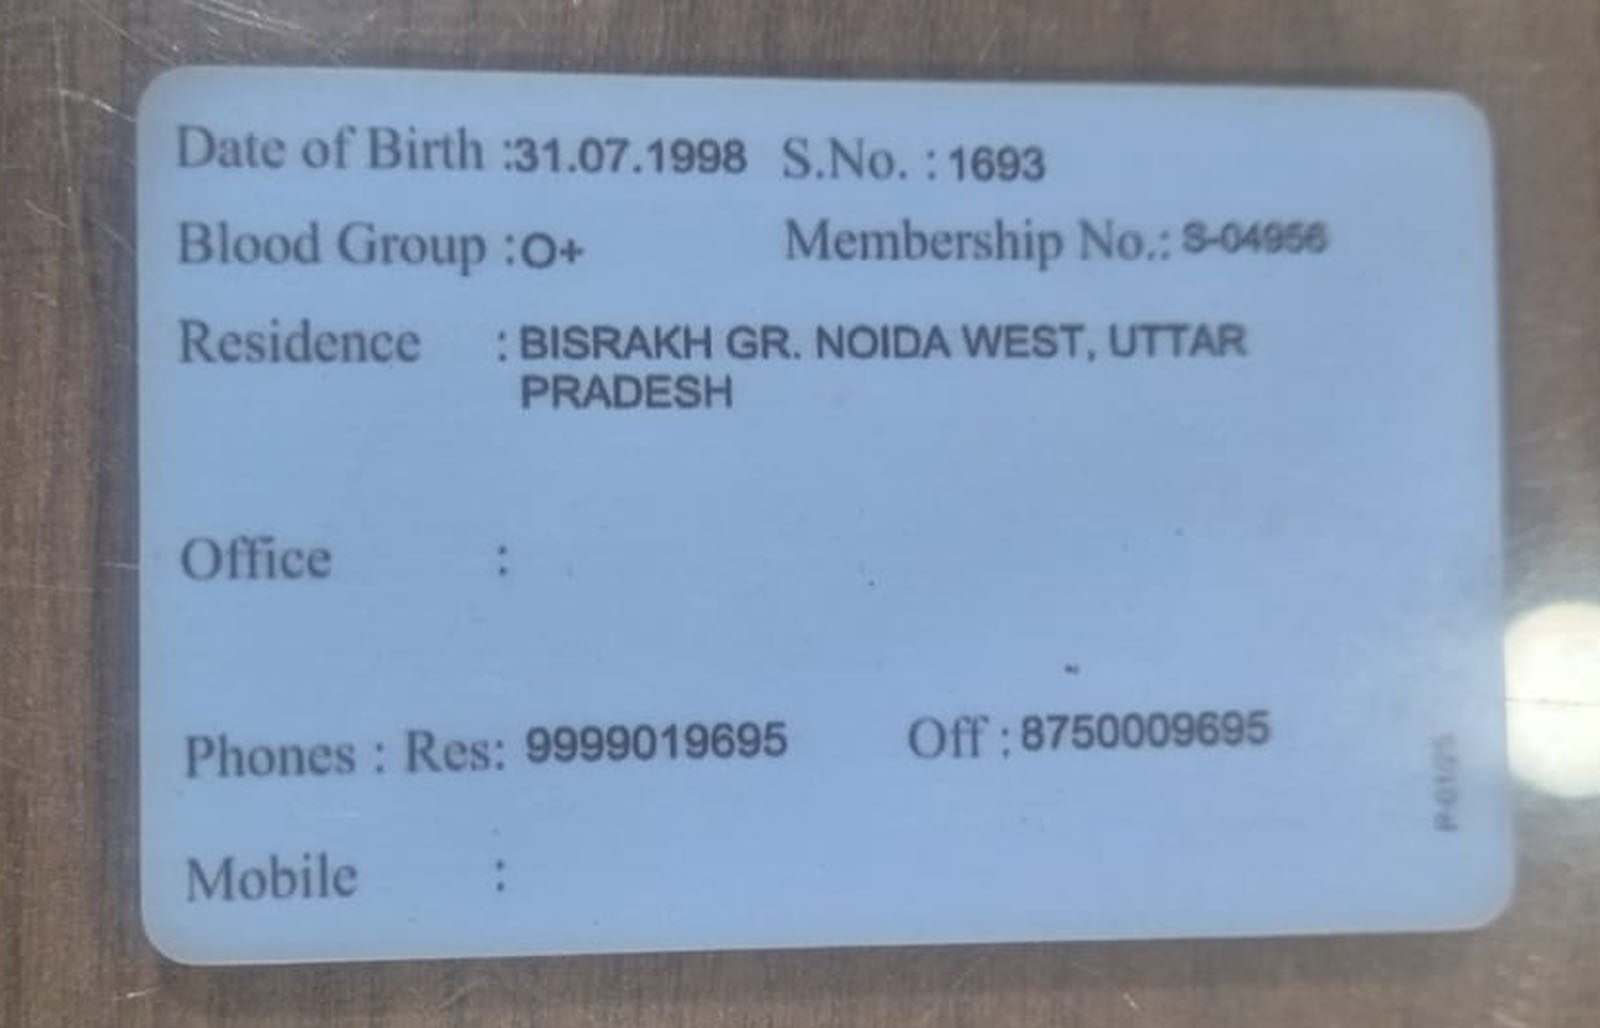 Date of Birth :31.07.1998 S.No. : 1693
Blood Group :O+ Membership No.: S-04956
Residence : BISRAKH GR. NOIDA WEST, UTTAR
PRADESH
Office :
Phones : Res: 9999019695 Off : 8750009695
Mobile :